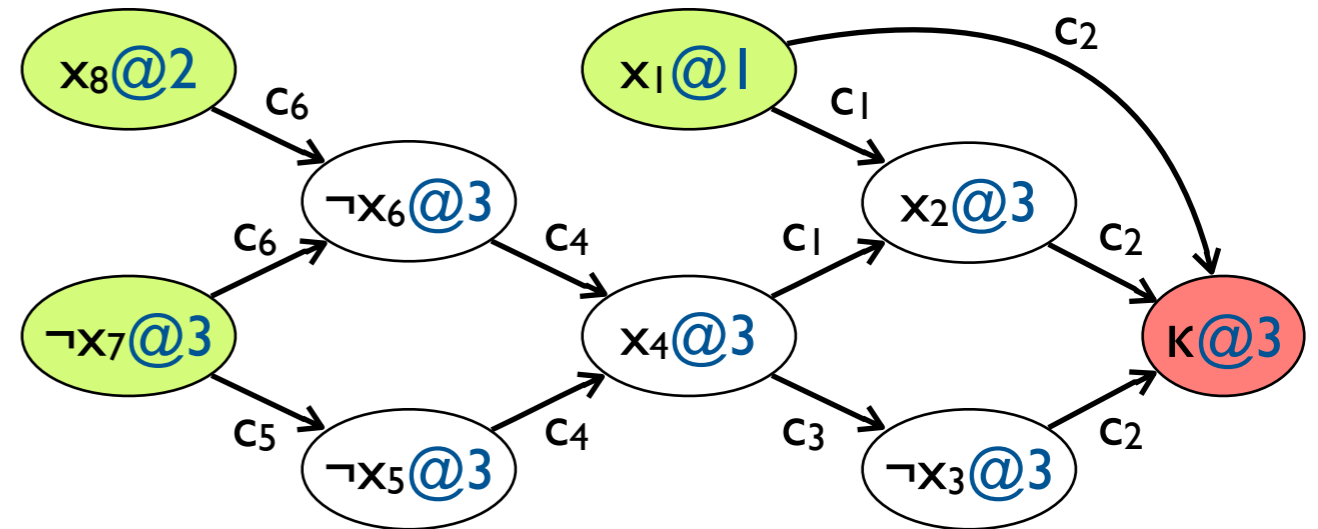 x₈@2
x₁@1
c₂
c₆
c₁
¬x₆@3
x₂@3
c₆
c₄
c₁
c₂
¬x₇@3
x₄@3
κ@3
c₅
c₄
c₃
c₂
¬x₅@3
¬x₃@3